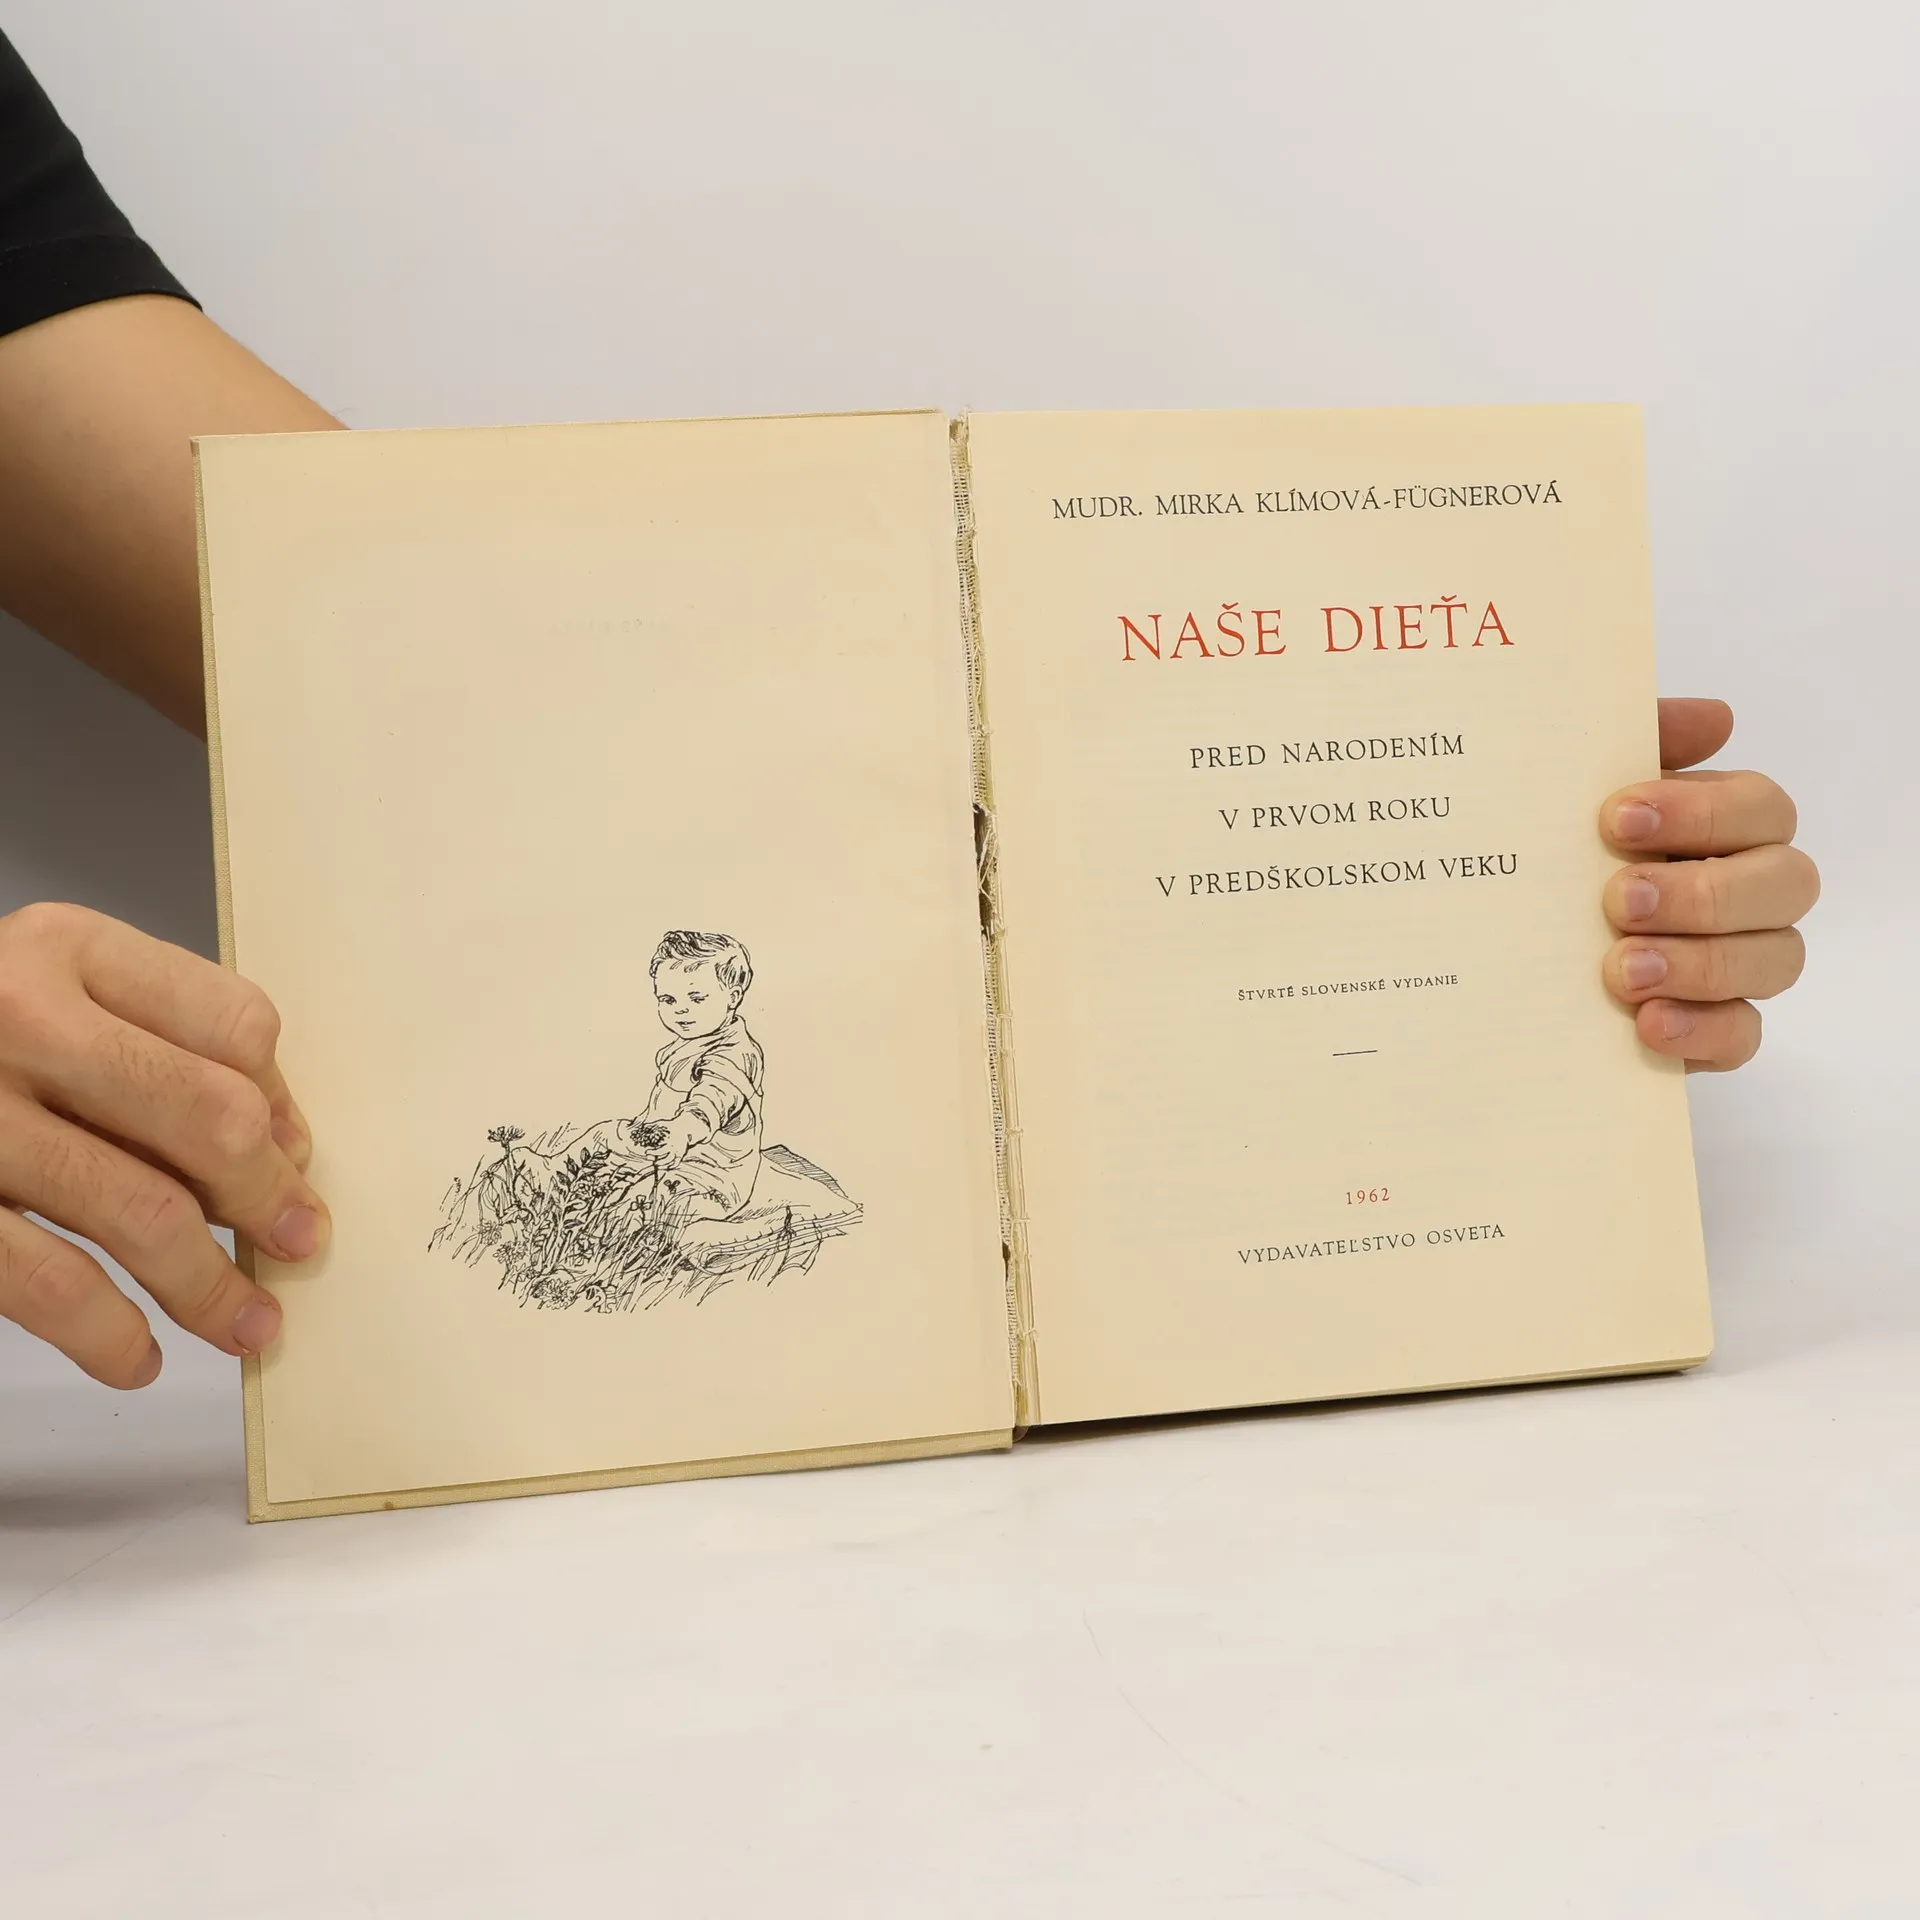 MUDR. MIRKA KLÍMOVÁ-FÜGNEROVÁ
NAŠE DIEŤA
PRED NARODENÍM
V PRVOM ROKU
V PREDŠKOLSKOM VEKU
ŠTVRTÉ SLOVENSKÉ VYDANIE
1962
VYDAVATEĽSTVO OSVETA